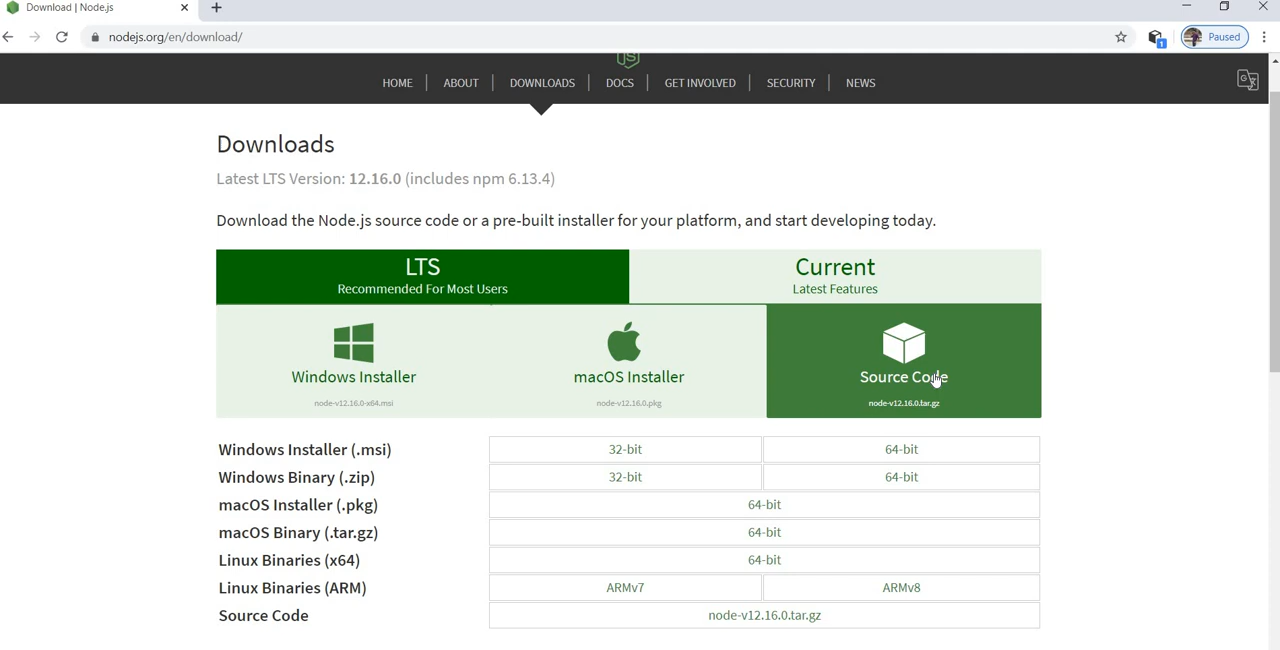 Download | Node.js
nodejs.org/en/download/
1
Paused
JS
HOME ABOUT DOWNLOADS DOCS GET INVOLVED SECURITY NEWS
Downloads
Latest LTS Version: 12.16.0 (includes npm 6.13.4)
Download the Node.js source code or a pre-built installer for your platform, and start developing today.
LTS
Recommended For Most Users
Current
Latest Features
Windows Installer
node-v12.16.0-x64.msi
macOS Installer
node-v12.16.0.pkg
Source Code
node-v12.16.0.tar.gz
Windows Installer (.msi) 32-bit 64-bit
Windows Binary (.zip) 32-bit 64-bit
macOS Installer (.pkg) 64-bit
macOS Binary (.tar.gz) 64-bit
Linux Binaries (x64) 64-bit
Linux Binaries (ARM) ARMv7 ARMv8
Source Code node-v12.16.0.tar.gz